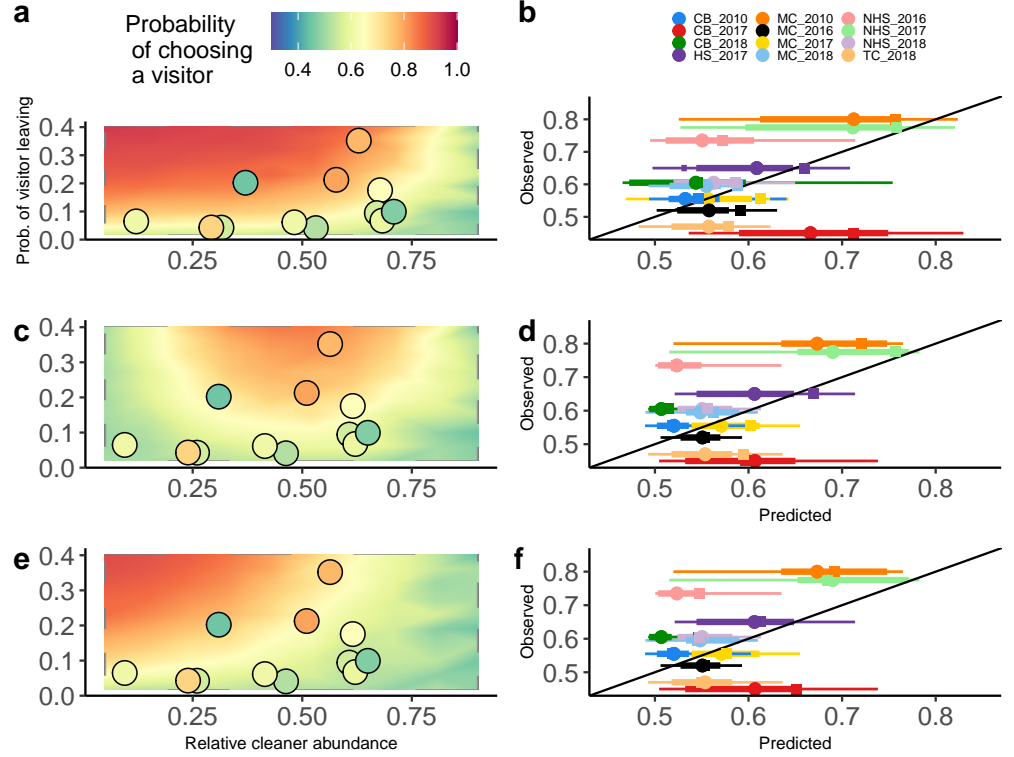 a
Probability
of choosing
a visitor
0.4 0.6 0.8 1.0
b
CB_2010 MC_2010 NHS_2016
CB_2017 MC_2016 NHS_2017
CB_2018 MC_2017 NHS_2018
HS_2017 MC_2018 TC_2018
Prob. of visitor leaving
0.4
0.3
0.2
0.1
0.0
0.25 0.50 0.75
Observed
0.8
0.7
0.6
0.5
0.5 0.6 0.7 0.8
c
0.4
0.3
0.2
0.1
0.0
0.25 0.50 0.75
d
Observed
0.8
0.7
0.6
0.5
0.5 0.6 0.7 0.8
Predicted
e
0.4
0.3
0.2
0.1
0.0
0.25 0.50 0.75
Relative cleaner abundance
f
Observed
0.8
0.7
0.6
0.5
0.5 0.6 0.7 0.8
Predicted